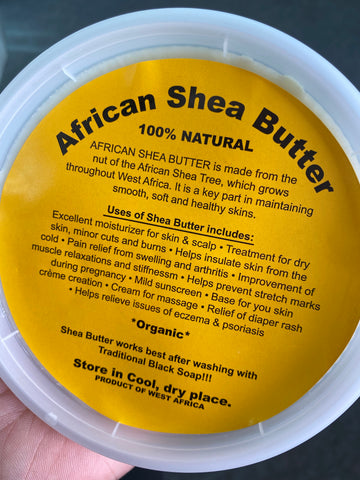 African Shea Butter
100% NATURAL
AFRICAN SHEA BUTTER is made from the
nut of the African Shea Tree, which grows
throughout West Africa. It is a key part in maintaining
smooth, soft and healthy skins.
Uses of Shea Butter includes:
Excellent moisturizer for skin & scalp • Treatment for dry
skin, minor cuts and burns • Helps insulate skin from the
cold • Pain relief from swelling and arthritis • Improvement of
muscle relaxations and stiffnessm • Helps prevent stretch marks
during pregnancy • Mild sunscreen • Base for you skin
crème creation • Cream for massage • Relief of diaper rash
• Helps relieve issues of eczema & psoriasis
*Organic*
Shea Butter works best after washing with
Traditional Black Soap!!!
Store in Cool, dry place.
PRODUCT OF WEST AFRICA